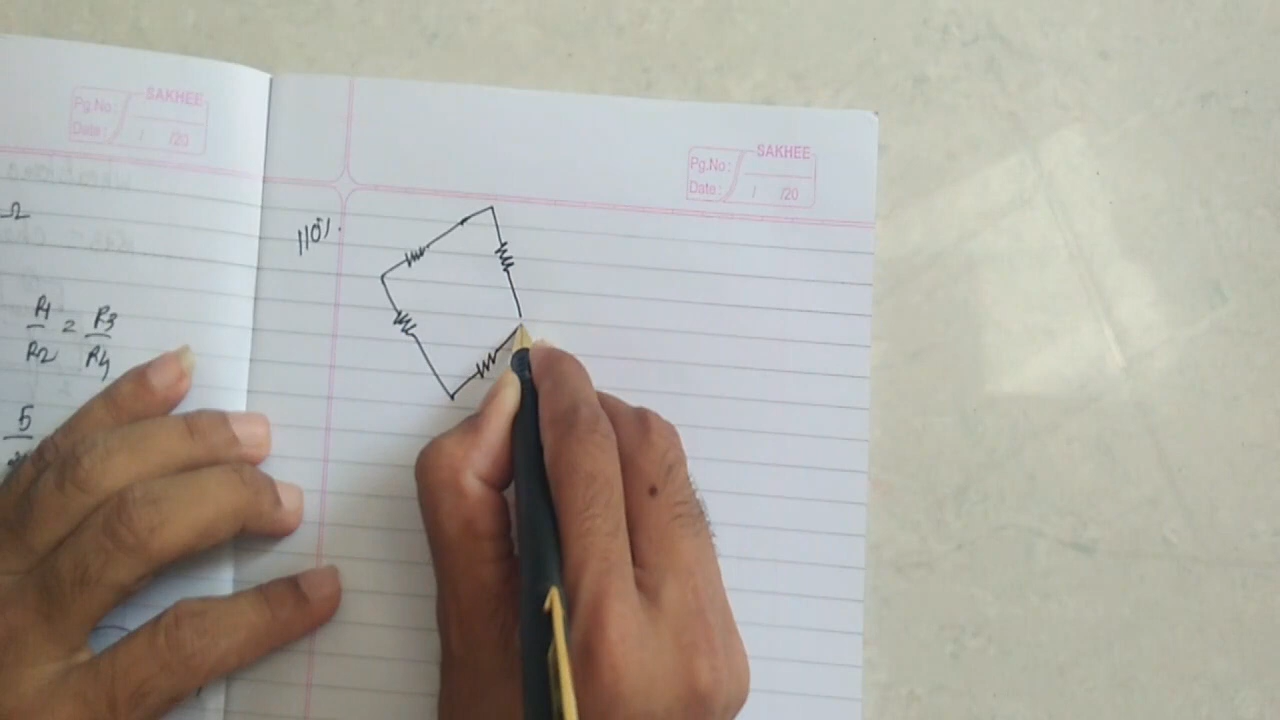 SAKHEE
Pg.No:
Date: / /20
Ω
R1/R2 = R3/R4
5
SAKHEE
Pg.No:
Date: / /20
110).